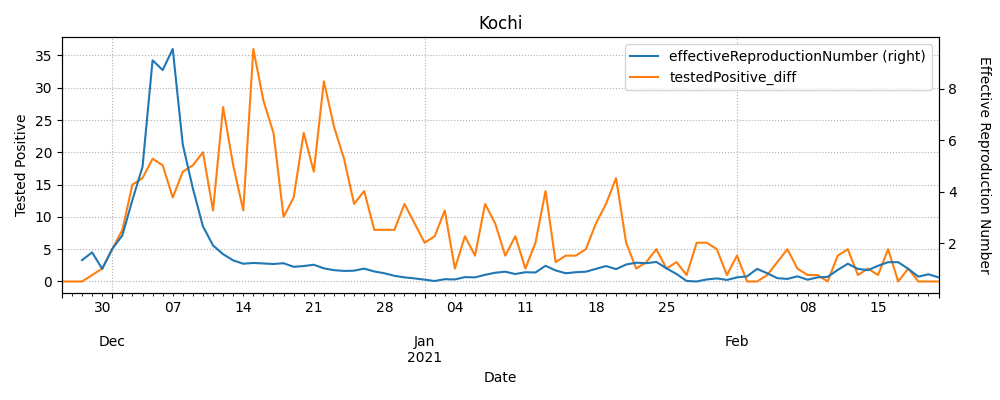 Kochi
effectiveReproductionNumber (right)
testedPositive_diff
Tested Positive
35
30
25
20
15
10
5
0
8
6
4
2
Effective Reproduction Number
30 07 14 21 28 04 11 18 25 08 15
Dec Jan Feb
2021
Date